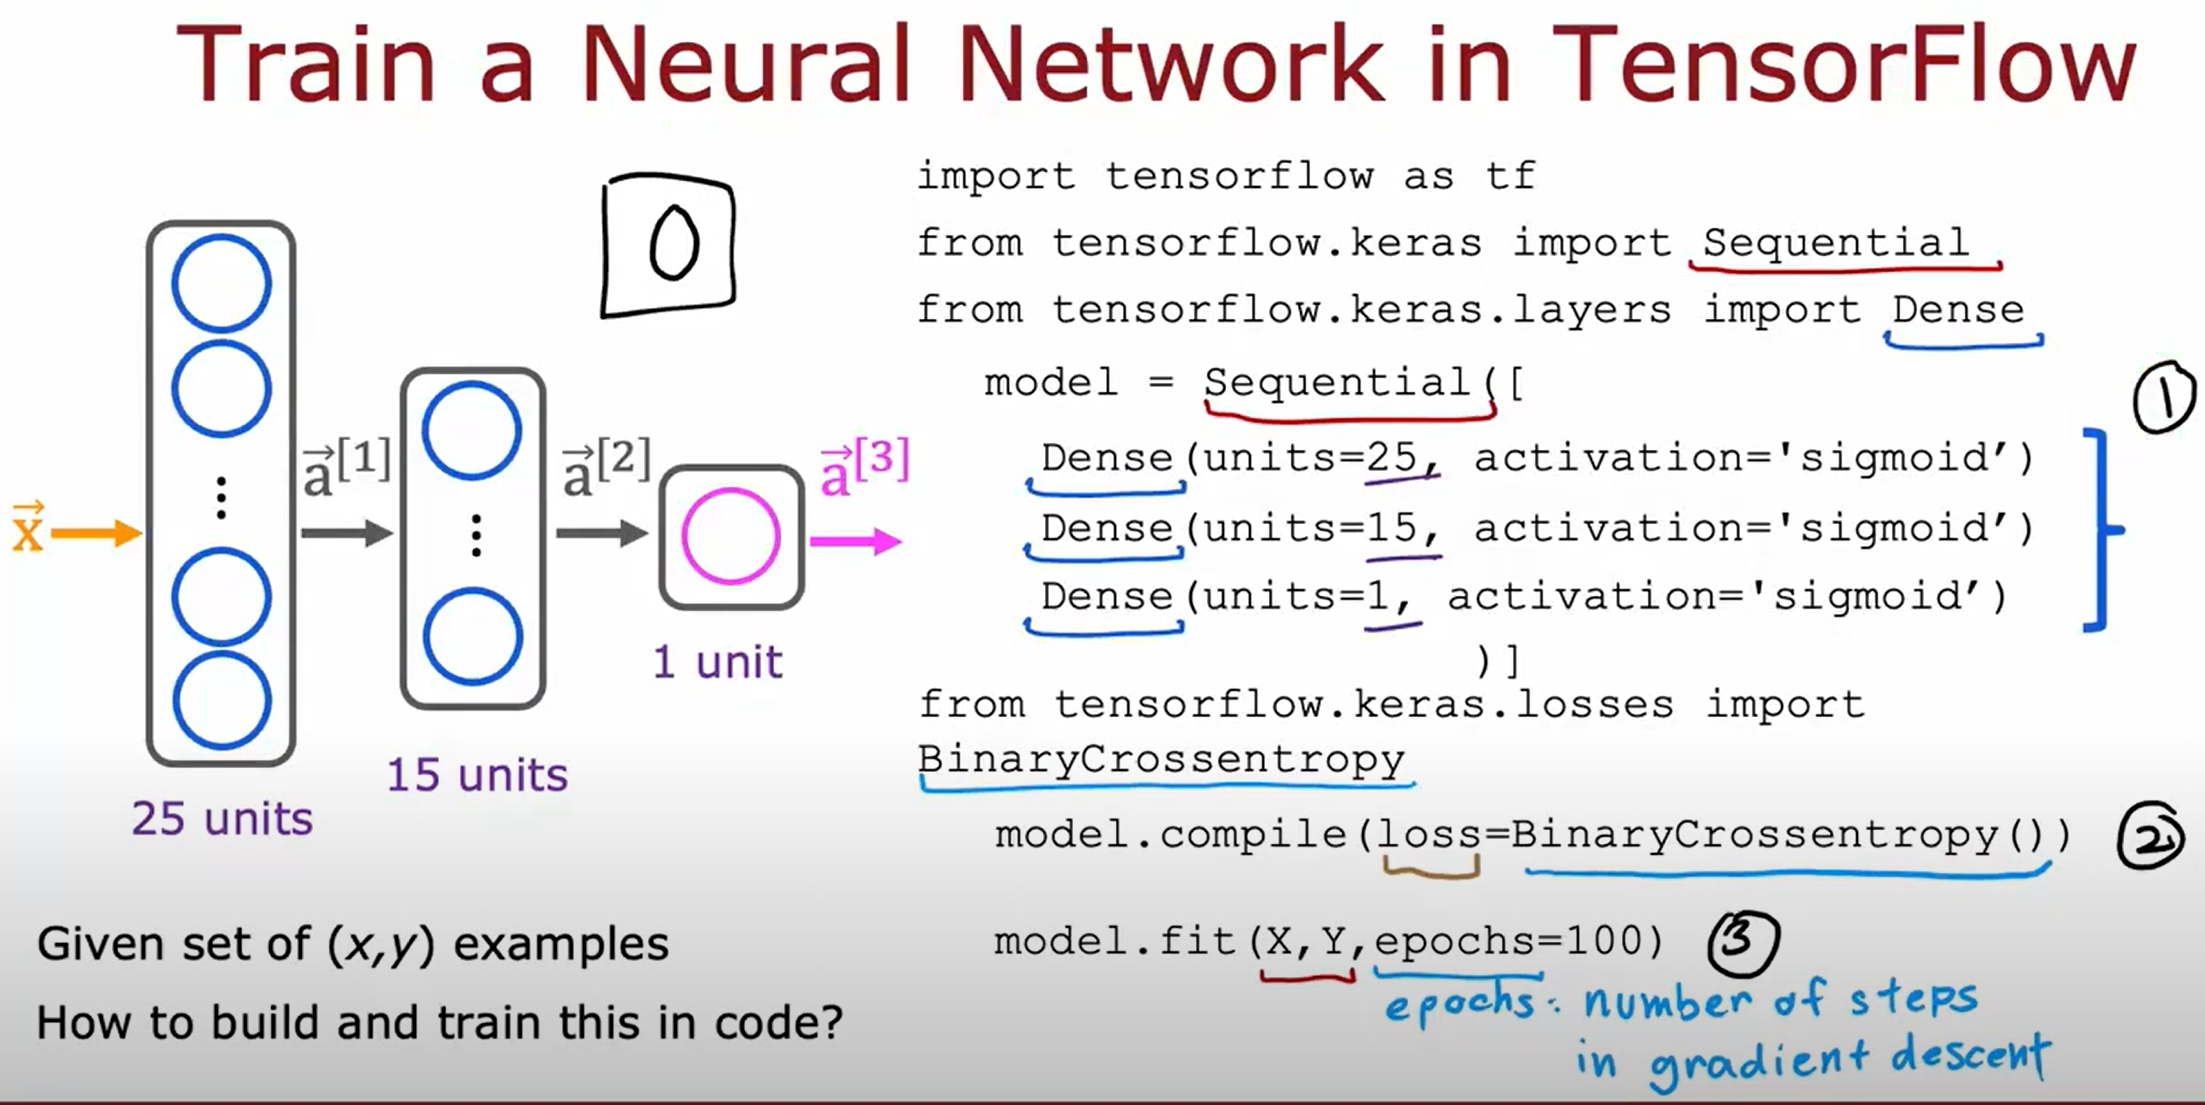 Train a Neural Network in TensorFlow
0
x
a[1]
a[2]
a[3]
25 units
15 units
1 unit
Given set of (x,y) examples
How to build and train this in code?
import tensorflow as tf
from tensorflow.keras import Sequential
from tensorflow.keras.layers import Dense
model = Sequential([
Dense(units=25, activation='sigmoid’)
Dense(units=15, activation='sigmoid’)
Dense(units=1, activation='sigmoid’)
)]
1
from tensorflow.keras.losses import
BinaryCrossentropy
model.compile(loss=BinaryCrossentropy())
2
model.fit(X,Y,epochs=100)
3
epochs: number of steps
in gradient descent